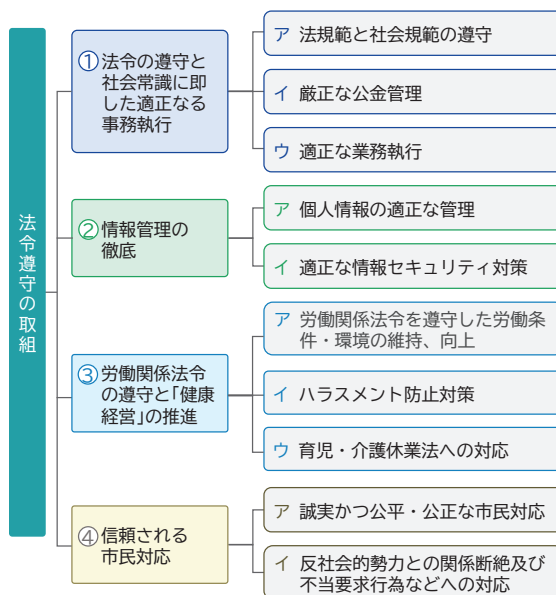 法令遵守の取組
①法令の遵守と
社会常識に即
した適正なる
事務執行
ア 法規範と社会規範の遵守
イ 厳正な公金管理
ウ 適正な業務執行
②情報管理の
徹底
ア 個人情報の適正な管理
イ 適正な情報セキュリティ対策
③労働関係法令
の遵守と「健康
経営」の推進
ア 労働関係法令を遵守した労働条
件・環境の維持、向上
イ ハラスメント防止対策
ウ 育児・介護休業法への対応
④信頼される
市民対応
ア 誠実かつ公平・公正な市民対応
イ 反社会的勢力との関係断絶及び
不当要求行為などへの対応